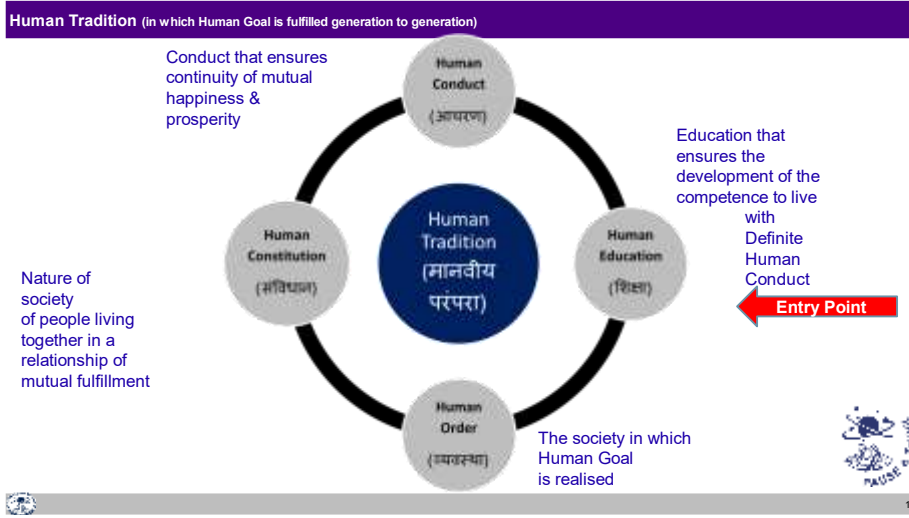 Human Tradition (in which Human Goal is fulfilled generation to generation)
Conduct that ensures
continuity of mutual
happiness &
prosperity
Human
Conduct
(आचरण)
Education that
ensures the
development of the
competence to live
with
Definite
Human
Conduct
Entry Point
Human
Education
(शिक्षा)
Human
Tradition
(मानवीय
परंपरा)
Human
Constitution
(संविधान)
Nature of
society
of people living
together in a
relationship of
mutual fulfillment
Human
Order
(व्यवस्था)
The society in which
Human Goal
is realised
PAUSE
1